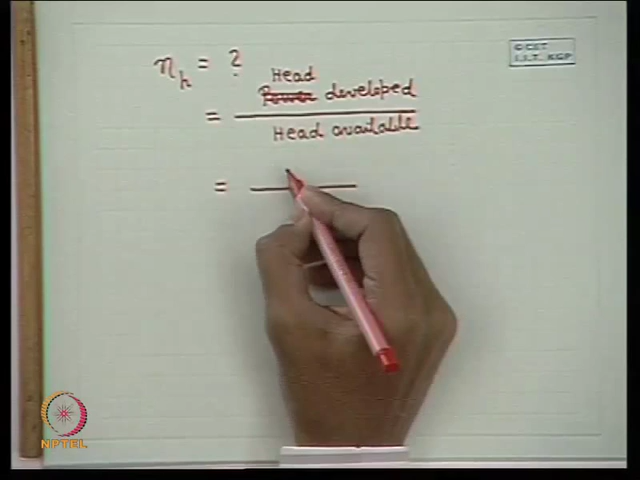 η_h = ?
Head
= Power developed
Head available
=
© CET
I.I.T. KGP
NPTEL